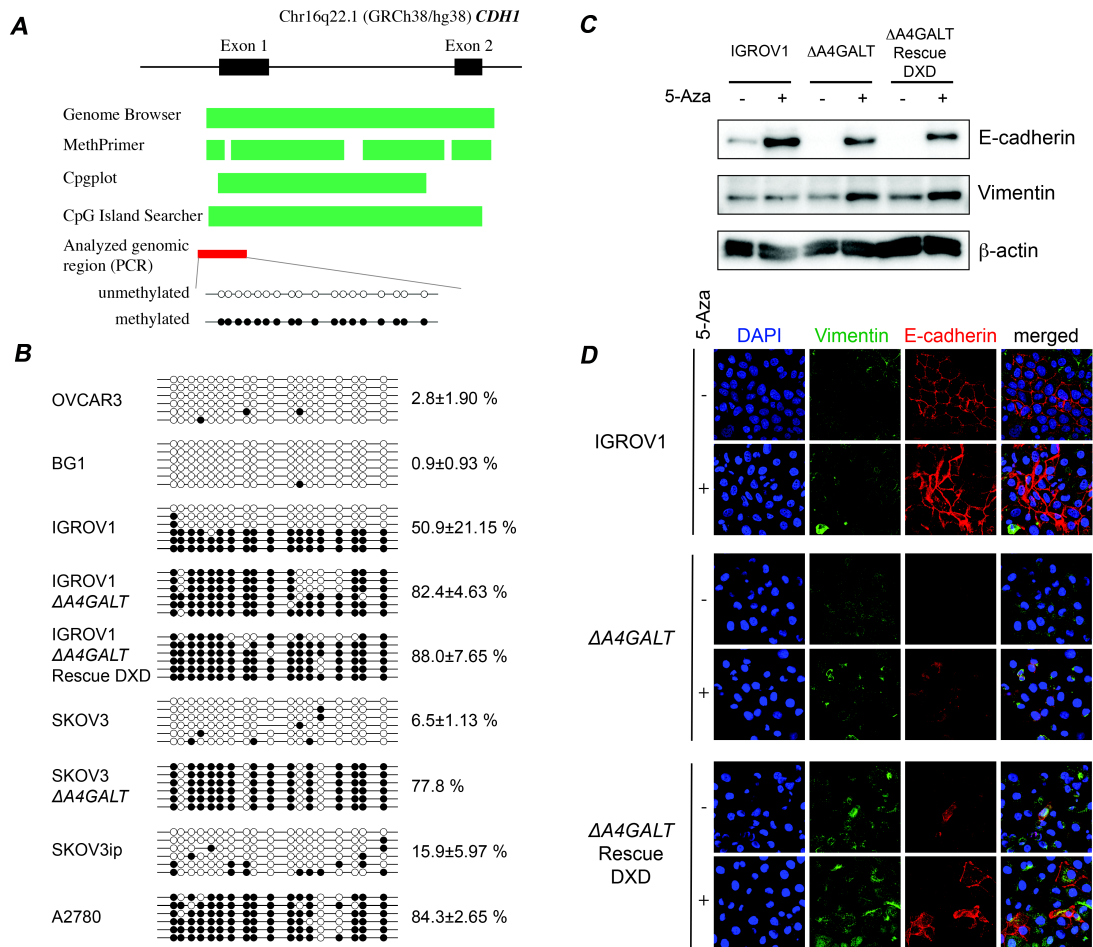 A
Chr16q22.1 (GRCh38/hg38) CDH1
Exon 1
Exon 2
Genome Browser
MethPrimer
Cpgplot
CpG Island Searcher
Analyzed genomic
region (PCR)
unmethylated
methylated
B
OVCAR3
2.8±1.90 %
BG1
0.9±0.93 %
IGROV1
50.9±21.15 %
IGROV1
ΔA4GALT
82.4±4.63 %
IGROV1
ΔA4GALT
Rescue DXD
88.0±7.65 %
SKOV3
6.5±1.13 %
SKOV3
ΔA4GALT
77.8 %
SKOV3ip
15.9±5.97 %
A2780
84.3±2.65 %
C
IGROV1
ΔA4GALT
ΔA4GALT
Rescue
DXD
5-Aza
- + - + - +
E-cadherin
Vimentin
β-actin
D
5-Aza
DAPI
Vimentin
E-cadherin
merged
IGROV1
-
+
ΔA4GALT
-
+
ΔA4GALT
Rescue
DXD
-
+